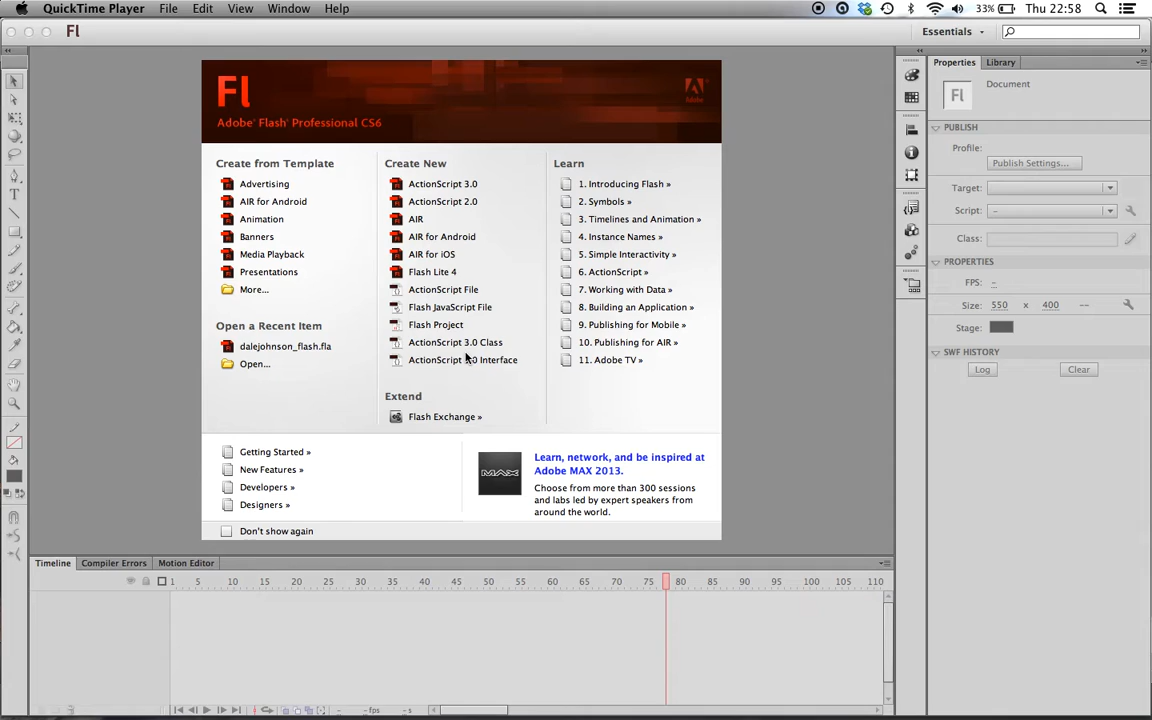 QuickTime Player File Edit View Window Help 33% Thu 22:58
Fl Essentials
Fl
Adobe® Flash® Professional CS6
Adobe
Create from Template
Advertising
AIR for Android
Animation
Banners
Media Playback
Presentations
More...
Open a Recent Item
dalejohnson_flash.fla
Open...
Create New
ActionScript 3.0
ActionScript 2.0
AIR
AIR for Android
AIR for iOS
Flash Lite 4
ActionScript File
Flash JavaScript File
Flash Project
ActionScript 3.0 Class
ActionScript 3.0 Interface
Extend
Flash Exchange »
Learn
1. Introducing Flash »
2. Symbols »
3. Timelines and Animation »
4. Instance Names »
5. Simple Interactivity »
6. ActionScript »
7. Working with Data »
8. Building an Application »
9. Publishing for Mobile »
10. Publishing for AIR »
11. Adobe TV »
Getting Started »
New Features »
Developers »
Designers »
MAX
Learn, network, and be inspired at
Adobe MAX 2013.
Choose from more than 300 sessions
and labs led by expert speakers from
around the world.
Don't show again
Properties Library
Fl Document
PUBLISH
Profile:
Publish Settings...
Target:
Script: –
Class:
PROPERTIES
FPS: –
Size: 550 x 400 --
Stage:
SWF HISTORY
Log Clear
Timeline Compiler Errors Motion Editor
1 5 10 15 20 25 30 35 40 45 50 55 60 65 70 75 80 85 90 95 100 105 110
– – fps – s